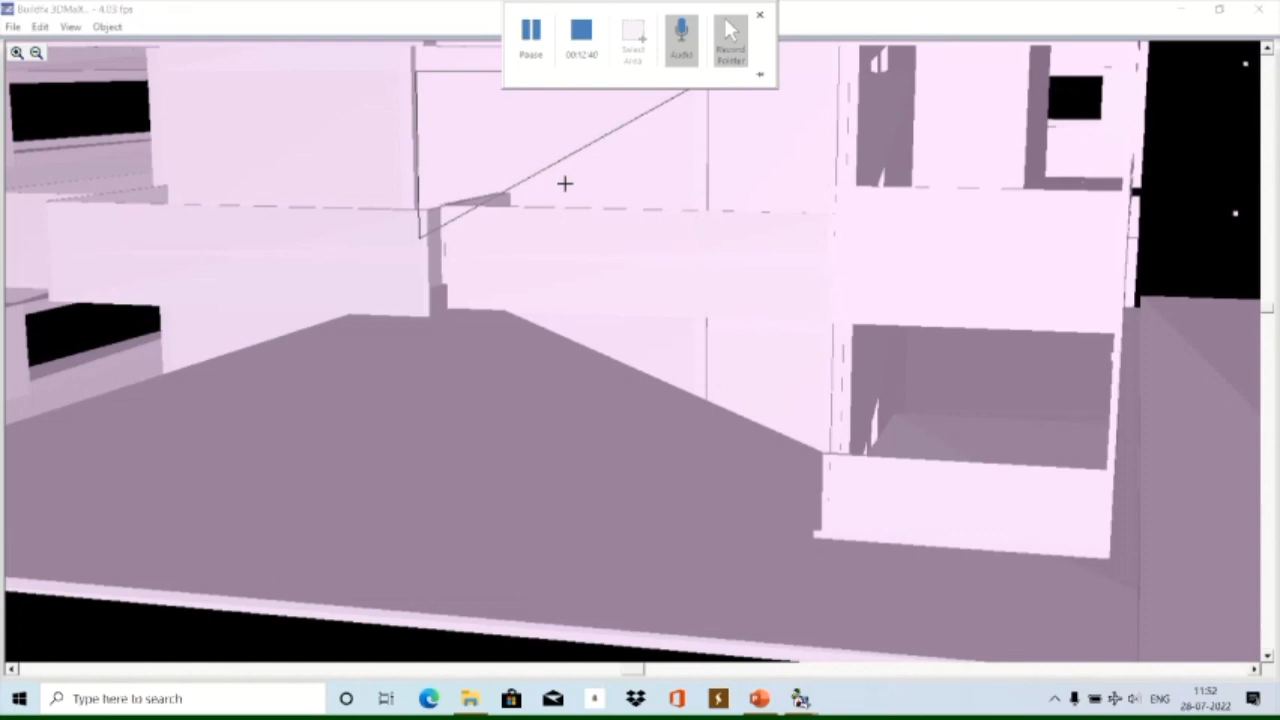 Buildfix 3DMaX.. - 4.03 fps
File Edit View Object
Pause
00:12:40
Select Area
Audio
Record Pointer
Type here to search
ENG
11:52
28-07-2022